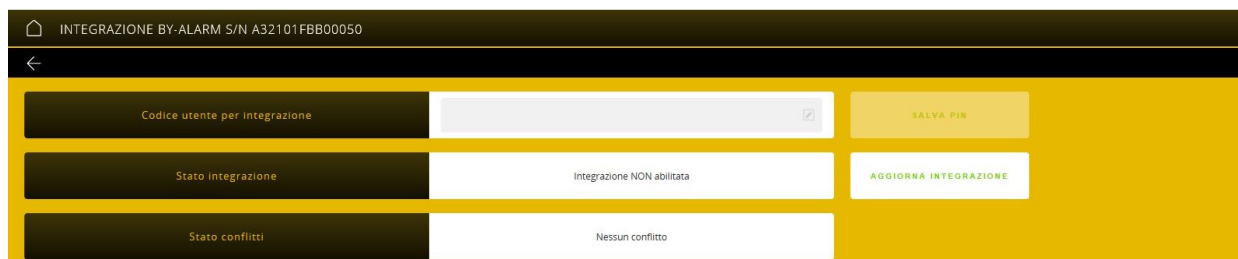 INTEGRAZIONE BY-ALARM S/N A32101FBB00050
Codice utente per integrazione
SALVA PIN
Stato integrazione
Integrazione NON abilitata
AGGIORNA INTEGRAZIONE
Stato conflitti
Nessun conflitto